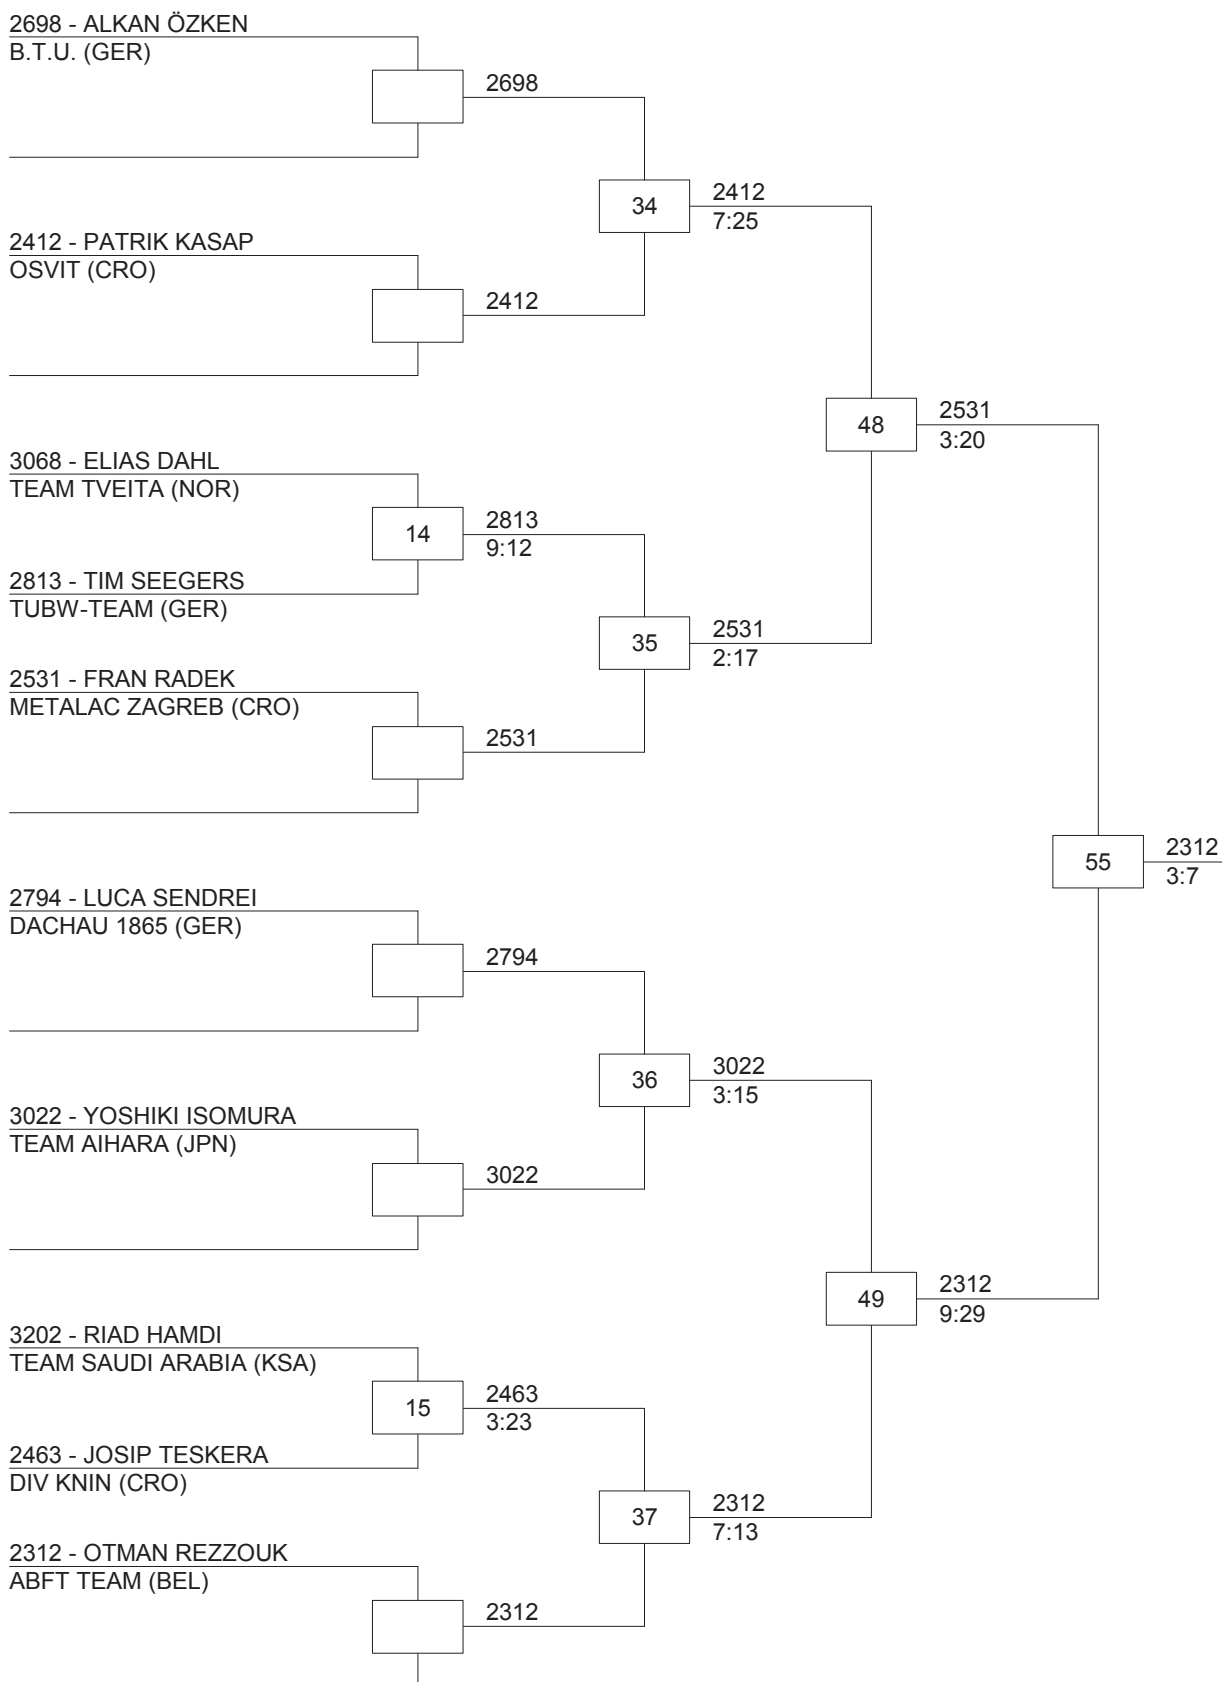 2698 - ALKAN ÖZKEN
B.T.U. (GER)
2698
34
2412
7:25
2412 - PATRIK KASAP
OSVIT (CRO)
2412
48
2531
3:20
3068 - ELIAS DAHL
TEAM TVEITA (NOR)
14
2813
9:12
2813 - TIM SEEGERS
TUBW-TEAM (GER)
35
2531
2:17
2531 - FRAN RADEK
METALAC ZAGREB (CRO)
2531
55
2312
3:7
2794 - LUCA SENDREI
DACHAU 1865 (GER)
2794
36
3022
3:15
3022 - YOSHIKI ISOMURA
TEAM AIHARA (JPN)
3022
49
2312
9:29
3202 - RIAD HAMDI
TEAM SAUDI ARABIA (KSA)
15
2463
3:23
2463 - JOSIP TESKERA
DIV KNIN (CRO)
37
2312
7:13
2312 - OTMAN REZZOUK
ABFT TEAM (BEL)
2312